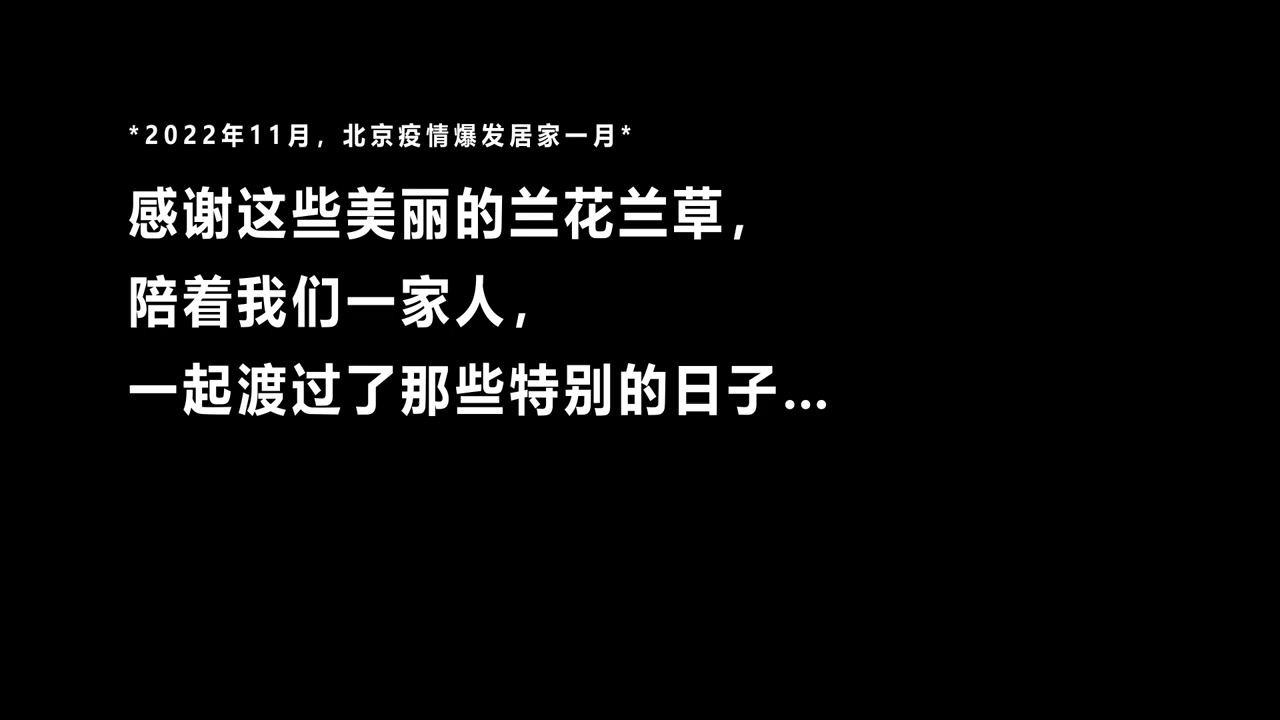 *2022年11月，北京疫情爆发居家一月*
感谢这些美丽的兰花兰草，
陪着我们一家人，
一起渡过了那些特别的日子...